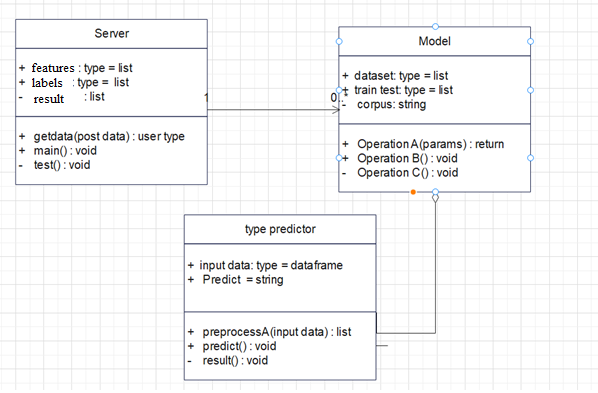 Server
+ features : type = list
+ labels : type = list
- result : list
+ getdata(post data) : user type
+ main() : void
- test() : void
1
0..*
Model
+ dataset: type = list
+ train test: type = list
- corpus: string
+ Operation A(params) : return
+ Operation B() : void
- Operation C() : void
type predictor
+ input data: type = dataframe
+ Predict = string
+ preprocessA(input data) : list
+ predict() : void
- result() : void